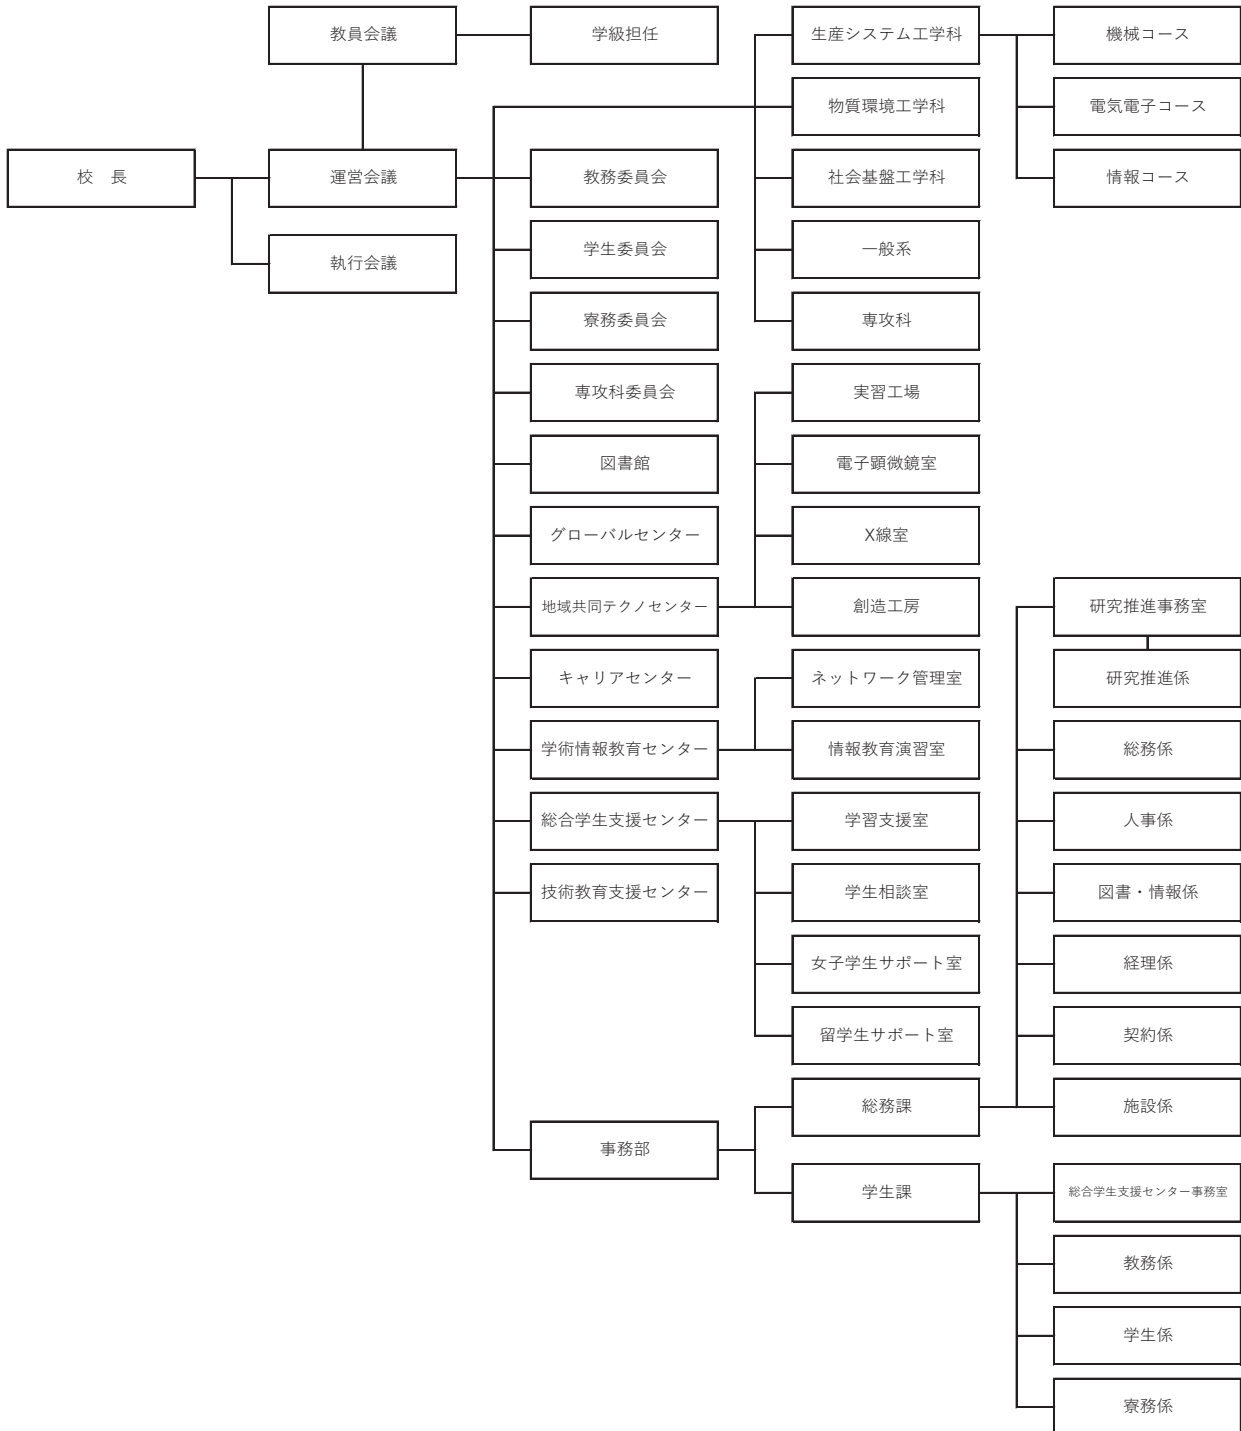 教員会議
学級担任
生産システム工学科
機械コース
物質環境工学科
電気電子コース
校　長
運営会議
教務委員会
社会基盤工学科
情報コース
学生委員会
一般系
執行会議
寮務委員会
専攻科
専攻科委員会
実習工場
図書館
電子顕微鏡室
グローバルセンター
X線室
地域共同テクノセンター
創造工房
研究推進事務室
キャリアセンター
ネットワーク管理室
研究推進係
学術情報教育センター
情報教育演習室
総務係
総合学生支援センター
学習支援室
人事係
技術教育支援センター
学生相談室
図書・情報係
女子学生サポート室
経理係
留学生サポート室
契約係
総務課
施設係
事務部
学生課
総合学生支援センター事務室
教務係
学生係
寮務係